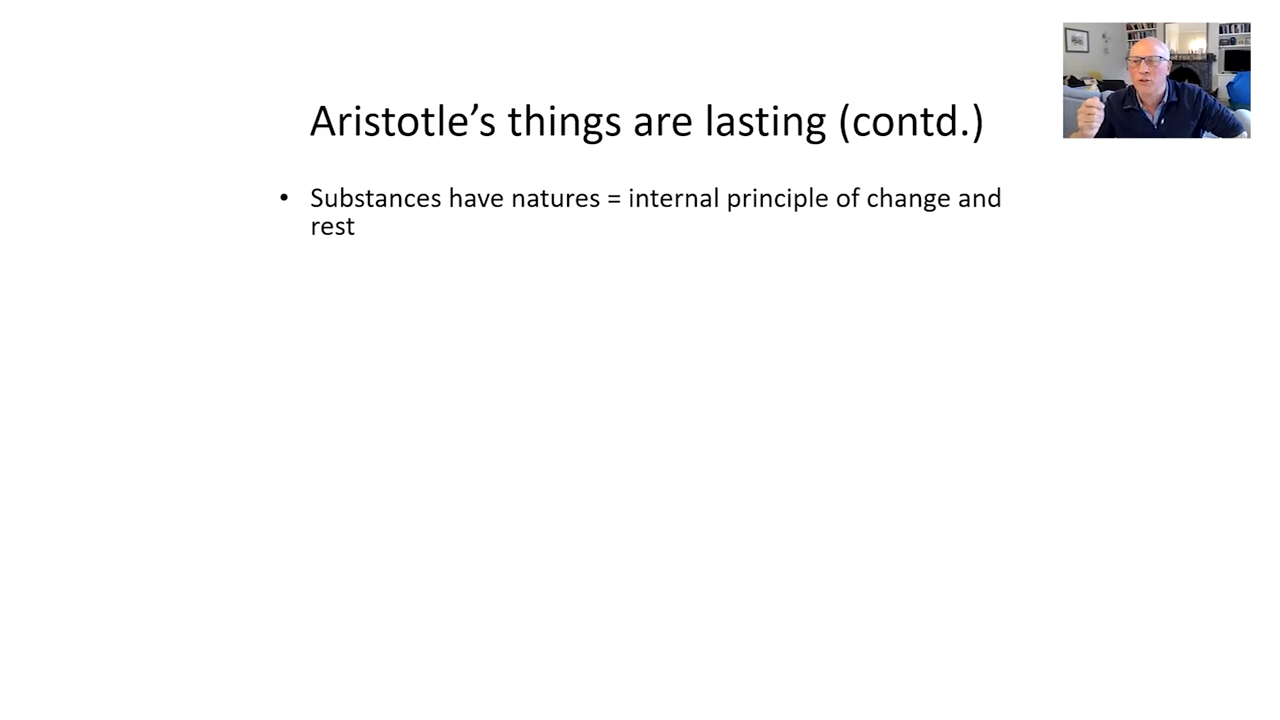 Aristotle’s things are lasting (contd.)
• Substances have natures = internal principle of change and
rest